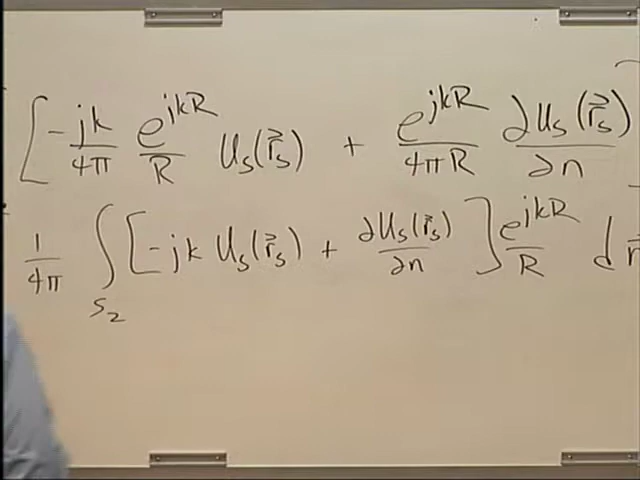 [ -jk/4π e^{jkR}/R U_s(r⃗_s) + e^{jkR}/4πR ∂U_s(r⃗_s)/∂n
1/4π ∫_{S_2} [ -jk U_s(r⃗_s) + ∂U_s(r⃗_s)/∂n ] e^{jkR}/R d r⃗